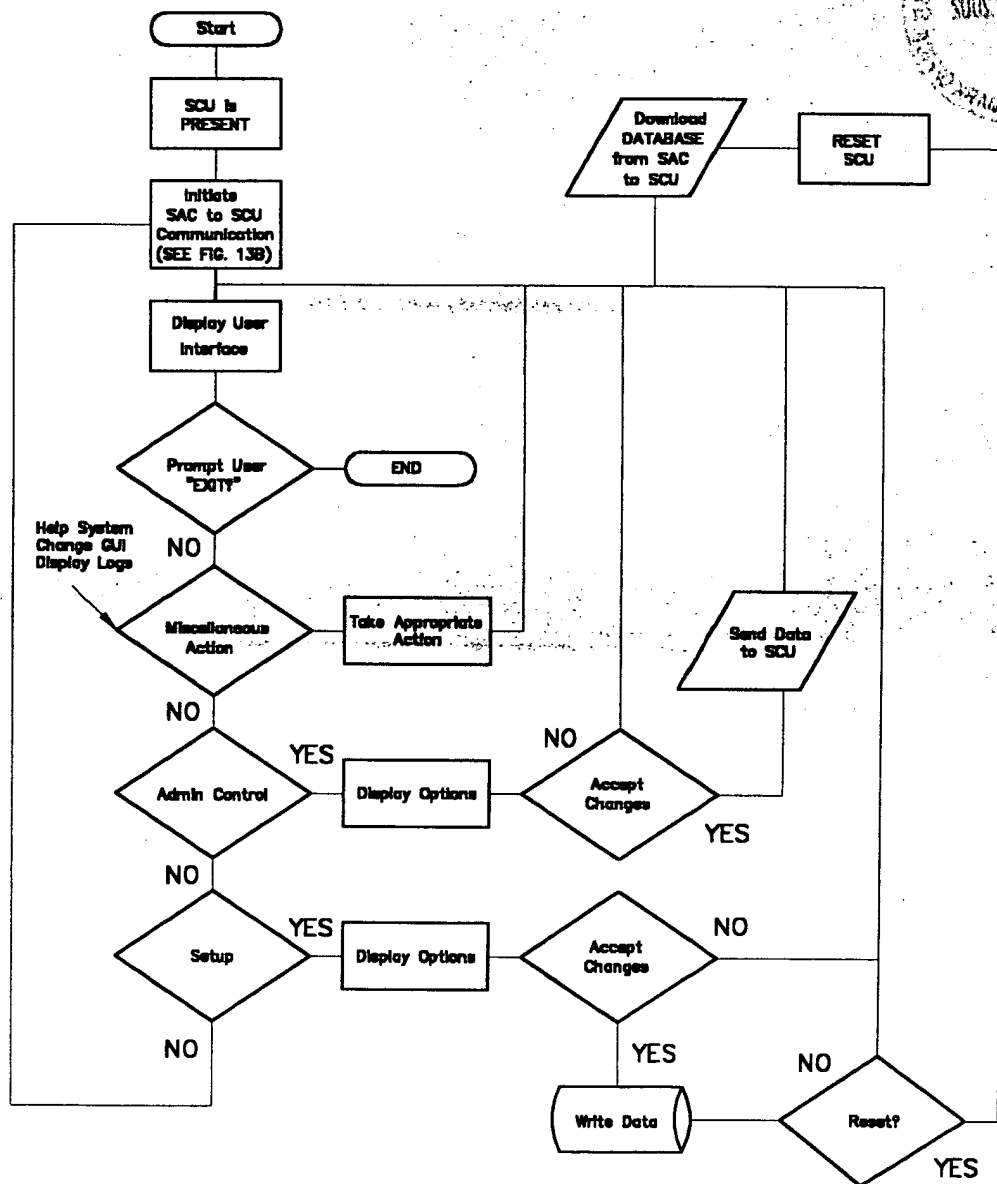 Start
SCU is
PRESENT
Initiate
SAC to SCU
Communication
(SEE FIG. 13B)
Download
DATABASE
from SAC
to SCU
RESET
SCU
Display User
Interface
Prompt User
"EXIT?"
END
NO
Help System
Change GUI
Display Logs
Miscellaneous
Action
Take Appropriate
Action
Send Data
to SCU
NO
Admin Control
YES
Display Options
NO
Accept
Changes
YES
NO
Setup
YES
Display Options
Accept
Changes
NO
NO
YES
Write Data
NO
Reset?
YES